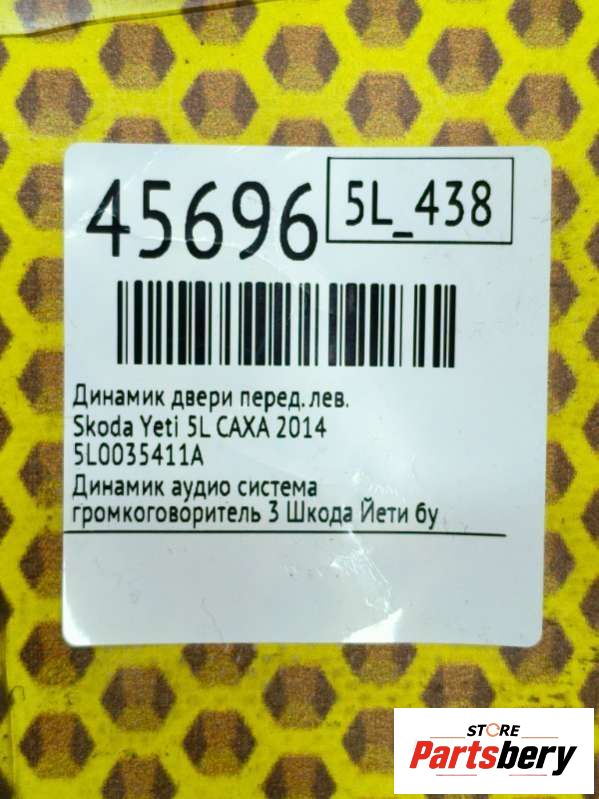 45696
5L_438
Динамик двери перед. лев.
Skoda Yeti 5L CAXA 2014
5L0035411A
Динамик аудио система
громкоговоритель 3 Шкода Йети бу
STORE
Partsbery